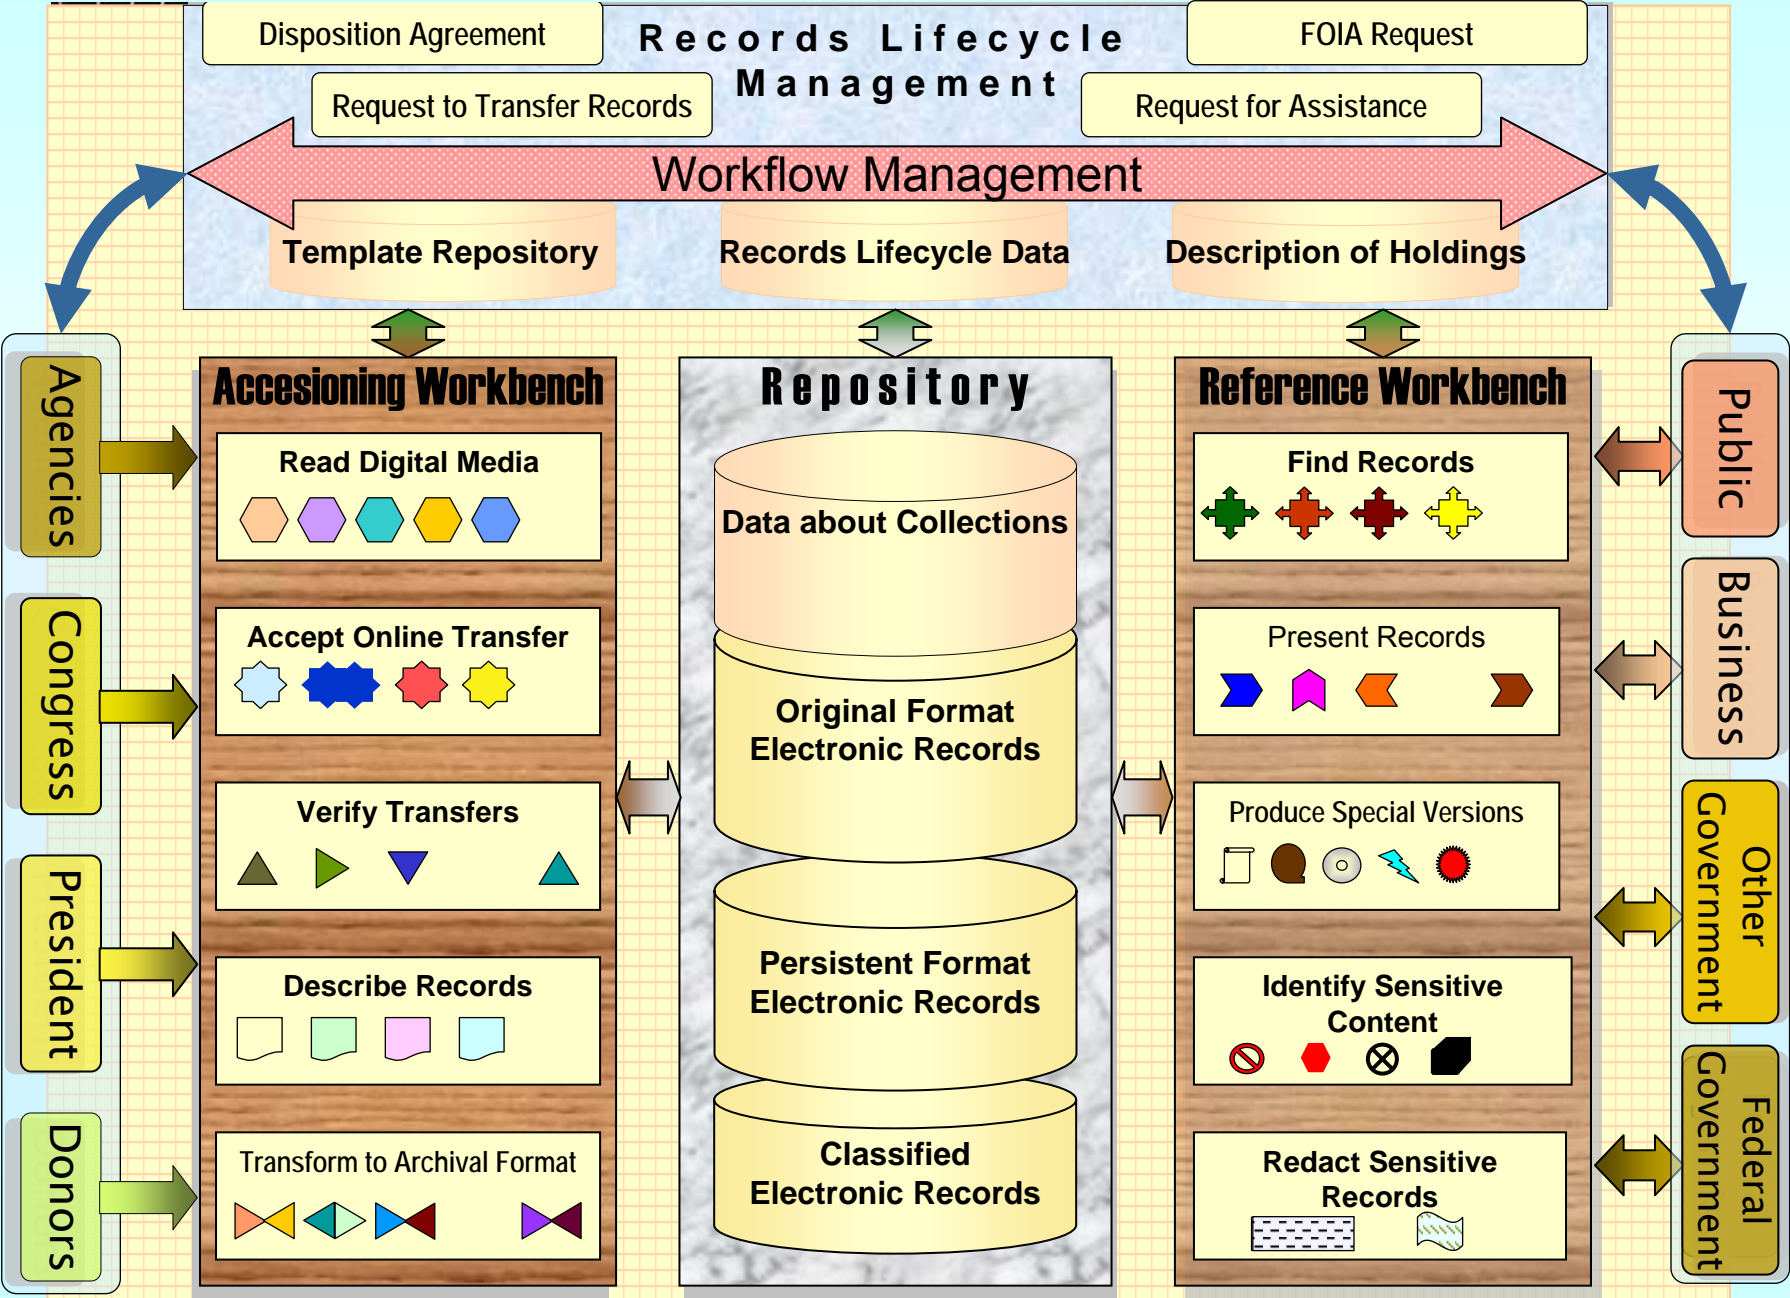 Disposition Agreement
Records Lifecycle
Management
FOIA Request
Request to Transfer Records
Request for Assistance
Workflow Management
Template Repository
Records Lifecycle Data
Description of Holdings
Agencies
Congress
President
Donors
Accesioning Workbench
Read Digital Media
Accept Online Transfer
Verify Transfers
Describe Records
Transform to Archival Format
Repository
Data about Collections
Original Format
Electronic Records
Persistent Format
Electronic Records
Classified
Electronic Records
Reference Workbench
Find Records
Present Records
Produce Special Versions
Identify Sensitive
Content
Redact Sensitive
Records
Public
Business
Other
Government
Federal
Government